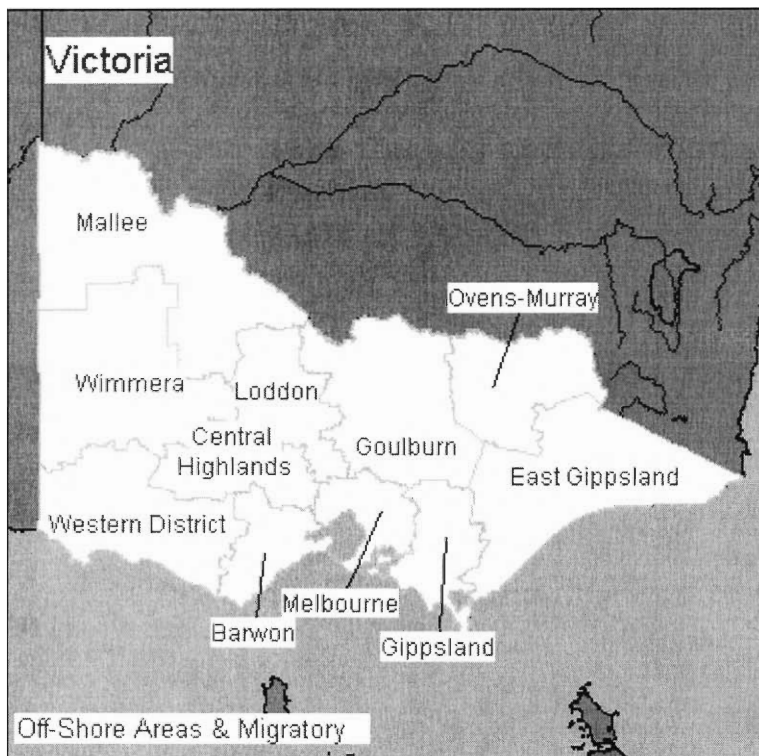 Victoria
Mallee
Ovens-Murray
Wimmera
Loddon
Central
Highlands
Goulburn
East Gippsland
Western District
Melbourne
Barwon
Gippsland
Off-Shore Areas & Migratory